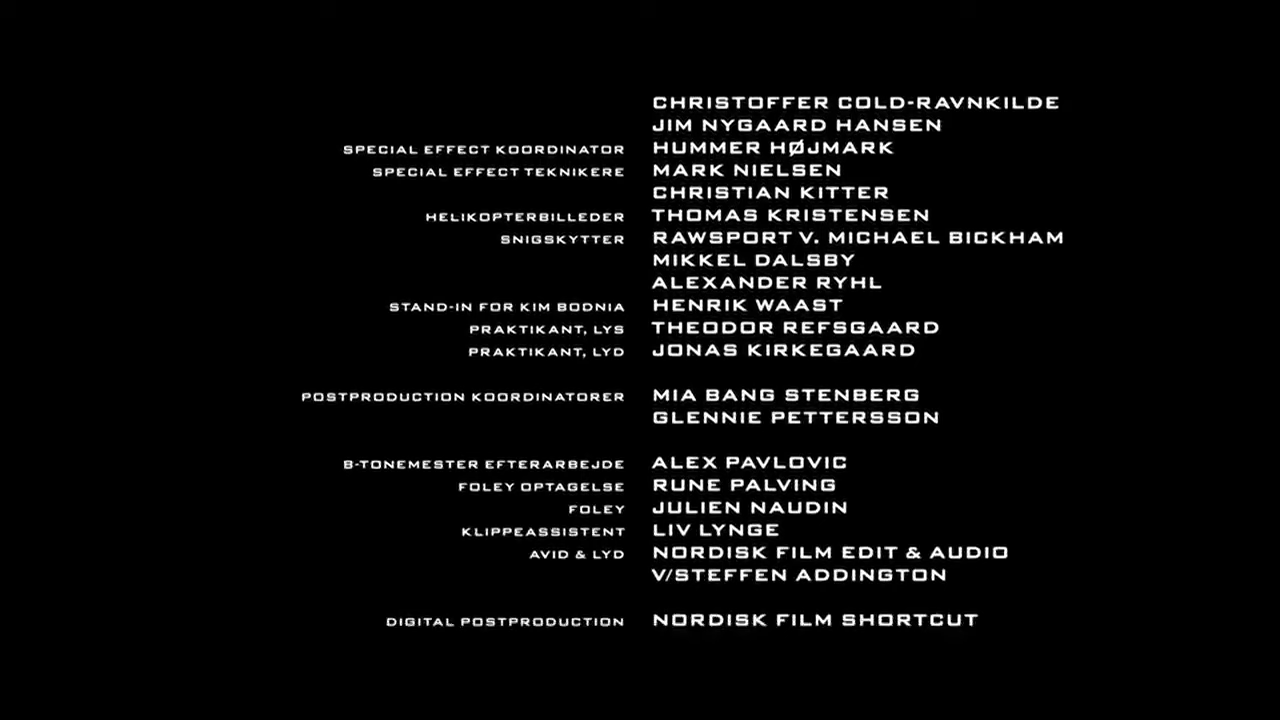 CHRISTOFFER COLD-RAVNKILDE
JIM NYGAARD HANSEN
SPECIAL EFFECT KOORDINATOR HUMMER HØJMARK
SPECIAL EFFECT TEKNIKERE MARK NIELSEN
CHRISTIAN KITTER
HELIKOPTERBILLEDER THOMAS KRISTENSEN
SNIGSKYTTER RAWSPORT V. MICHAEL BICKHAM
MIKKEL DALSBY
ALEXANDER RYHL
STAND-IN FOR KIM BODNIA HENRIK WAAST
PRAKTIKANT, LYS THEODOR REFSGAARD
PRAKTIKANT, LYD JONAS KIRKEGAARD
POSTPRODUCTION KOORDINATORER MIA BANG STENBERG
GLENNIE PETTERSSON
B-TONEMESTER EFTERARBEJDE ALEX PAVLOVIC
FOLEY OPTAGELSE RUNE PALVING
FOLEY JULIEN NAUDIN
KLIPPEASSISTENT LIV LYNGE
AVID & LYD NORDISK FILM EDIT & AUDIO
V/STEFFEN ADDINGTON
DIGITAL POSTPRODUCTION NORDISK FILM SHORTCUT